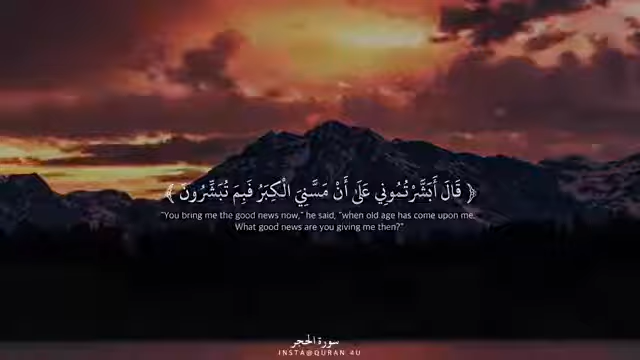 ﴿ قَالَ أَبَشَّرْتُمُونِي عَلَىٰ أَنْ مَسَّنِيَ الْكِبَرُ فَبِمَ تُبَشِّرُونَ ﴾
"You bring me the good news now," he said, "when old age has come upon me.
What good news are you giving me then?"
سورة الحجر
INSTA@QURAN 4U